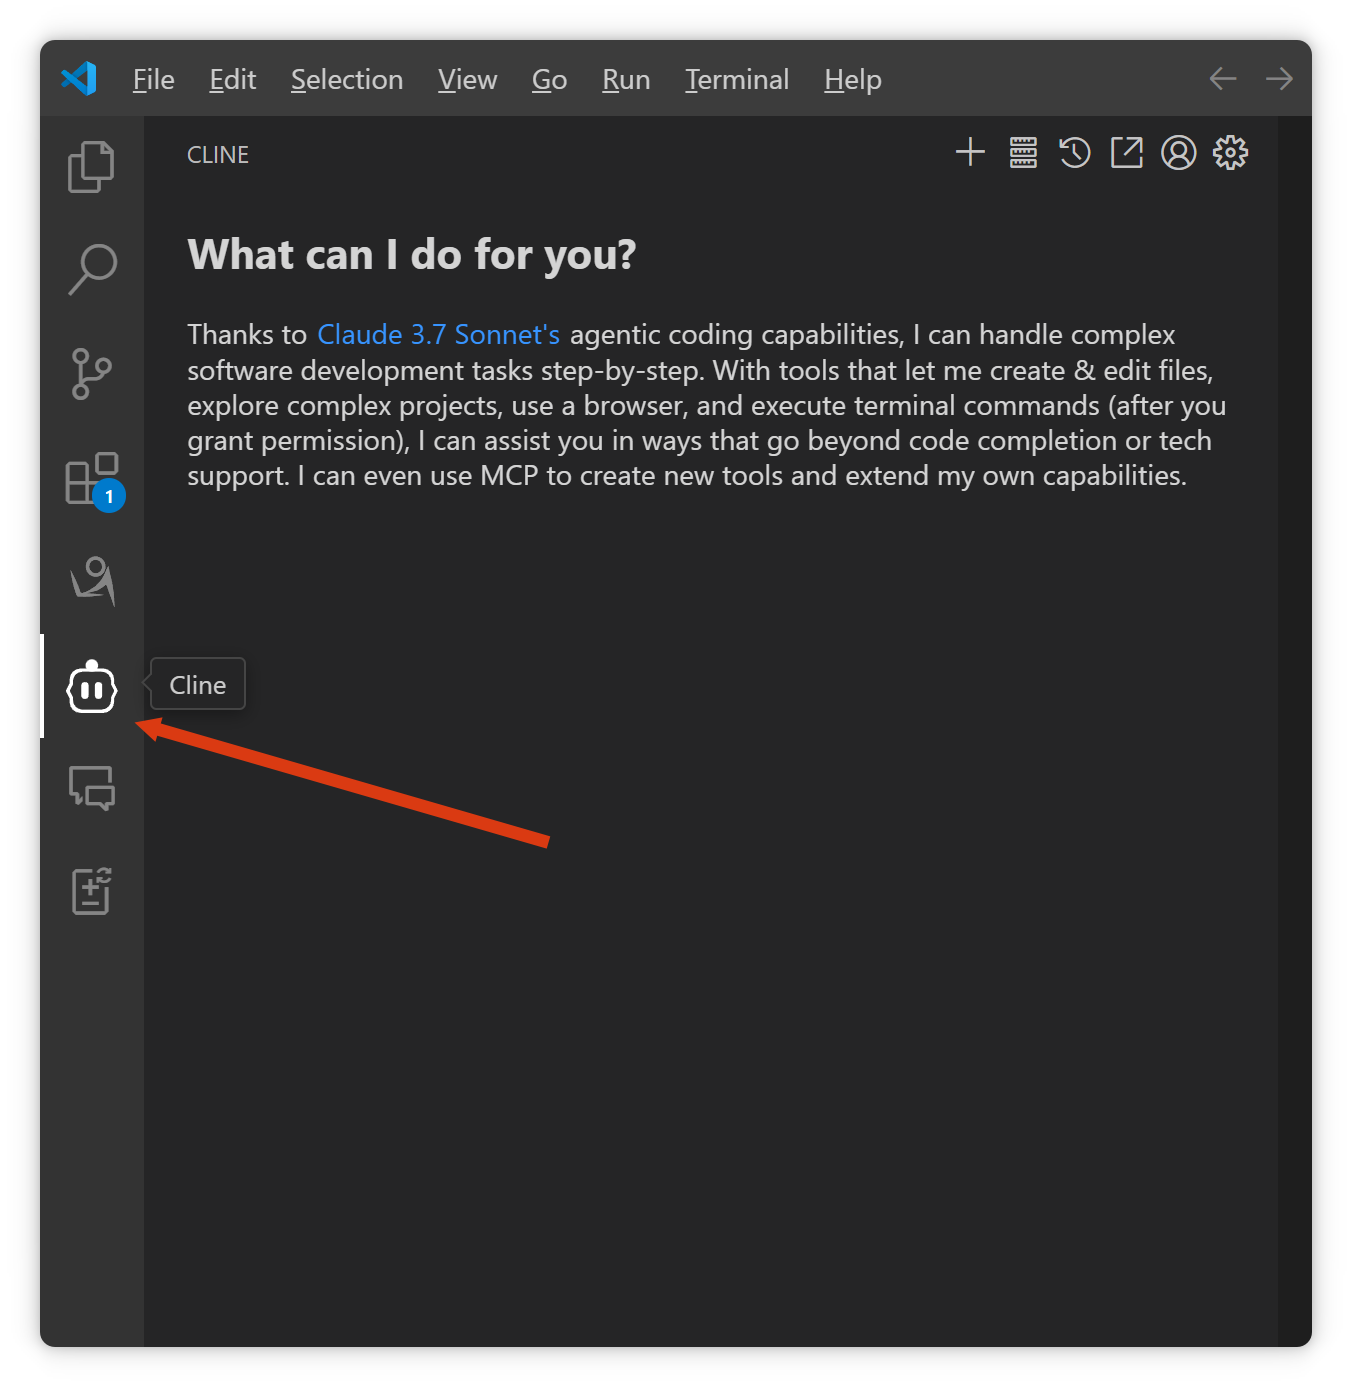 File Edit Selection View Go Run Terminal Help
CLINE
What can I do for you?
Thanks to Claude 3.7 Sonnet's agentic coding capabilities, I can handle complex
software development tasks step-by-step. With tools that let me create & edit files,
explore complex projects, use a browser, and execute terminal commands (after you
grant permission), I can assist you in ways that go beyond code completion or tech
support. I can even use MCP to create new tools and extend my own capabilities.
1
Cline